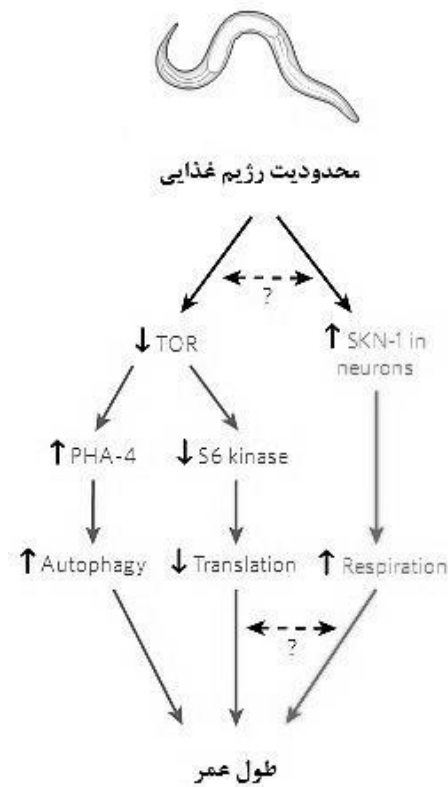 محدودیت رژیم غذایی
?
↓ TOR
↑ SKN-1 in
neurons
↑ PHA-4
↓ S6 kinase
↑ Autophagy
↓ Translation
↑ Respiration
?
طول عمر